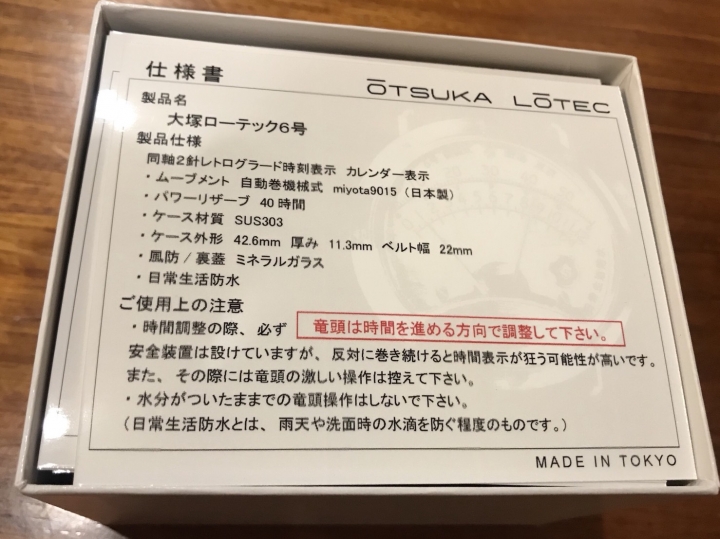 仕様書
ŌTSUKA LŌTEC
製品名
大塚ローテック6号
製品仕様
同軸2針レトログラード時刻表示 カレンダー表示
・ムーブメント 自動巻機械式 miyota9015（日本製）
・パワーリザーブ 40時間
・ケース材質 SUS303
・ケース外形 42.6mm 厚み 11.3mm ベルト幅 22mm
・風防/裏蓋 ミネラルガラス
・日常生活防水
ご使用上の注意
・時間調整の際、必ず 竜頭は時間を進める方向で調整して下さい。
安全装置は設けていますが、反対に巻き続けると時間表示が狂う可能性が高いです。
また、その際には竜頭の激しい操作は控えて下さい。
・水分がついたままでの竜頭操作はしないで下さい。
（日常生活防水とは、雨天や洗面時の水滴を防ぐ程度のものです。）
MADE IN TOKYO